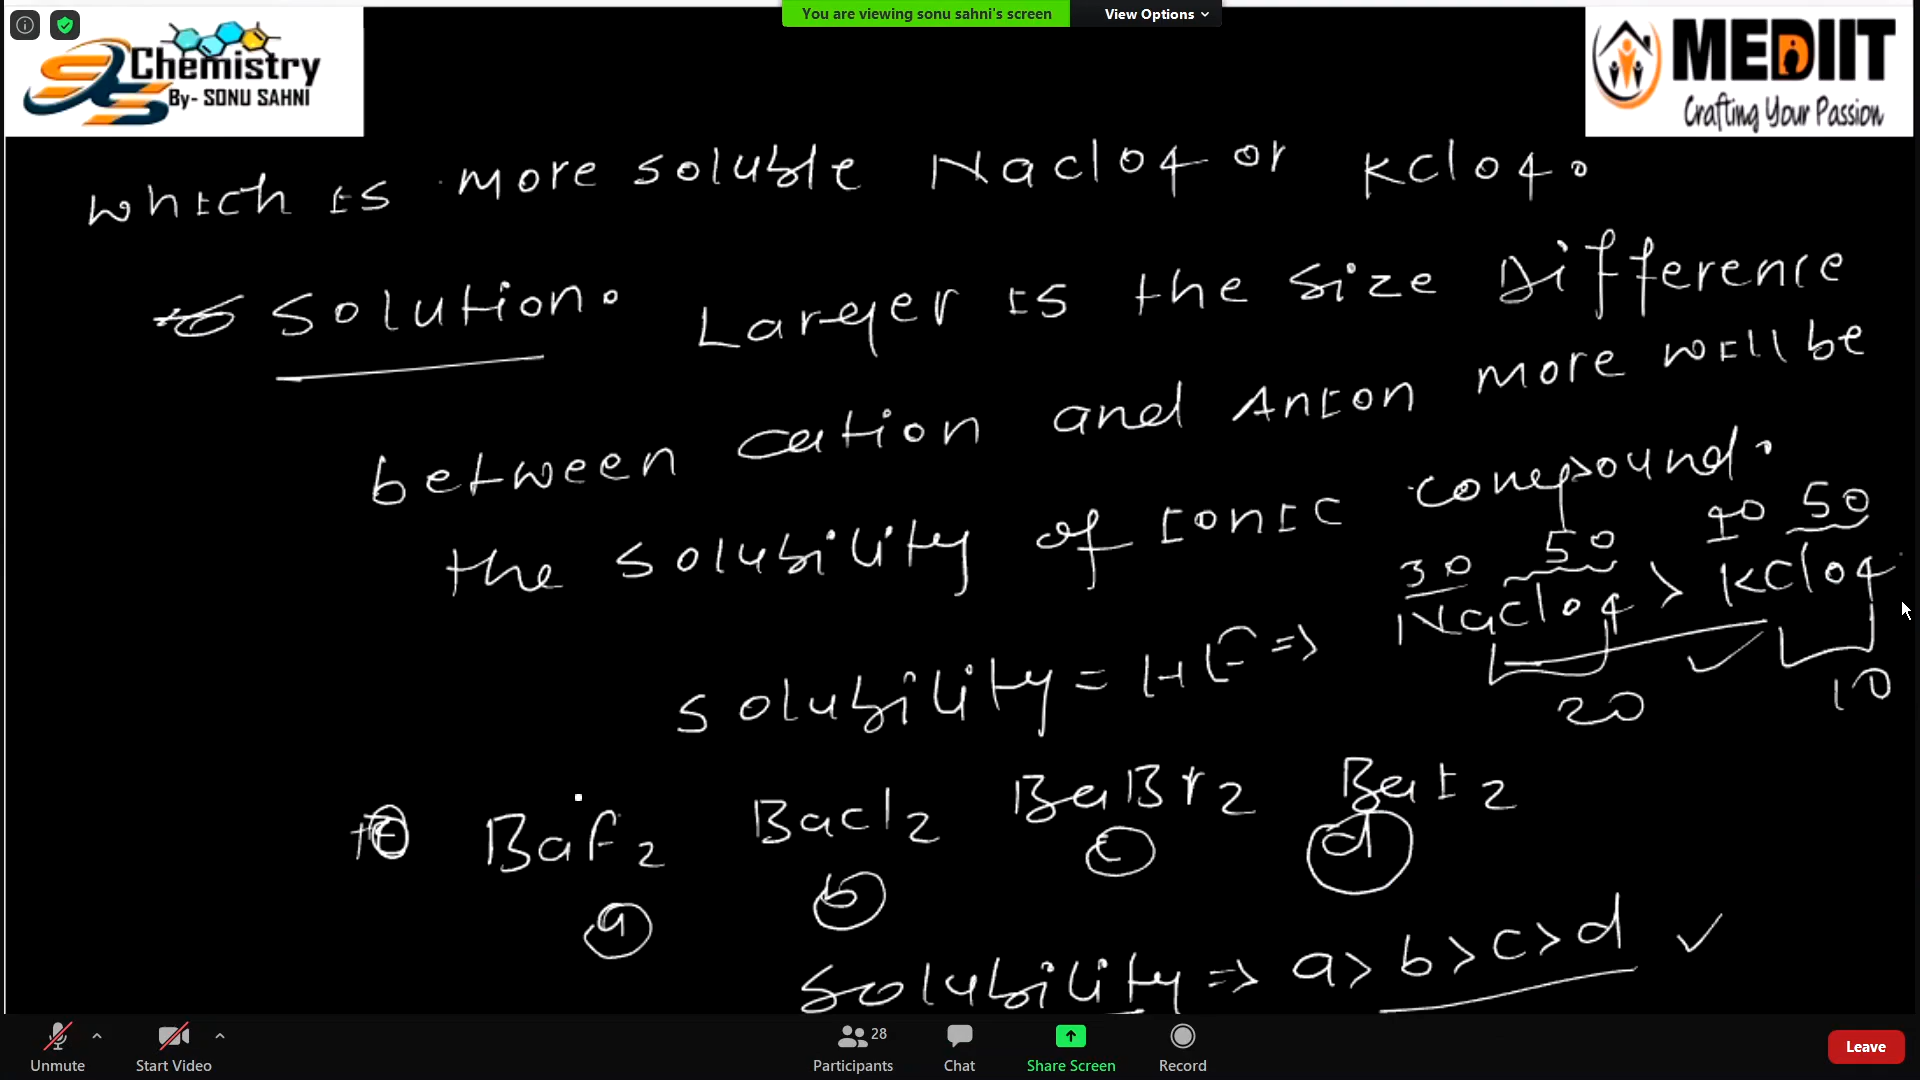 You are viewing sonu sahni's screen View Options
Chemistry
By- SONU SAHNI
MEDIIT
Crafting Your Passion
which is more soluble NaClO4 or KClO4.
Solution. Larger is the size Difference
between cation and Anion more will be
the solubility of ionic compound.
30 50 40 50
NaClO4 > KClO4
Solubility = HE =>
20 10
BaF2 BaCl2 BaBr2 BaI2
a b c d
Solubility => a > b > c > d
Unmute Start Video Participants 28 Chat Share Screen Record Leave